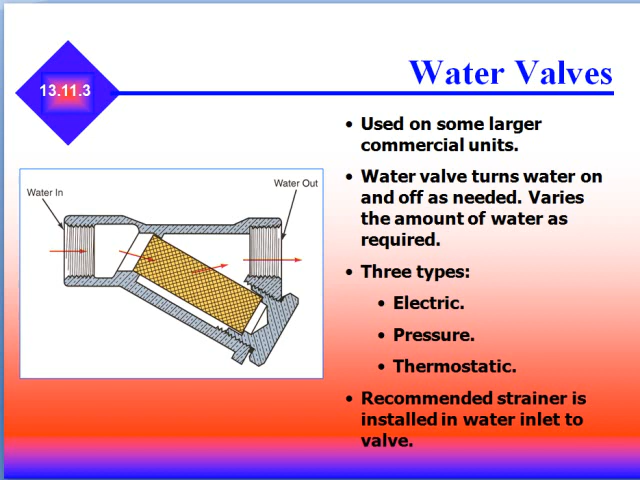 Water Valves
13.11.3
• Used on some larger
commercial units.
• Water valve turns water on
and off as needed. Varies
the amount of water as
required.
• Three types:
• Electric.
• Pressure.
• Thermostatic.
• Recommended strainer is
installed in water inlet to
valve.
Water In
Water Out